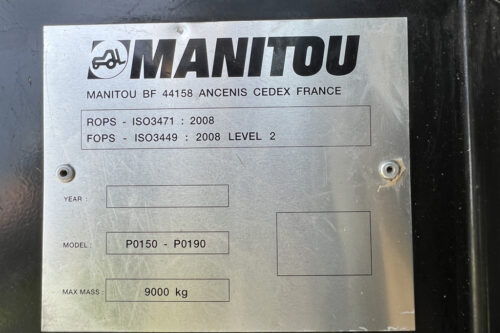 MANITOU
MANITOU BF 44158 ANCENIS CEDEX FRANCE
ROPS - ISO3471 : 2008
FOPS - ISO3449 : 2008 LEVEL 2
YEAR :
MODEL : P0150 - P0190
MAX MASS : 9000 kg